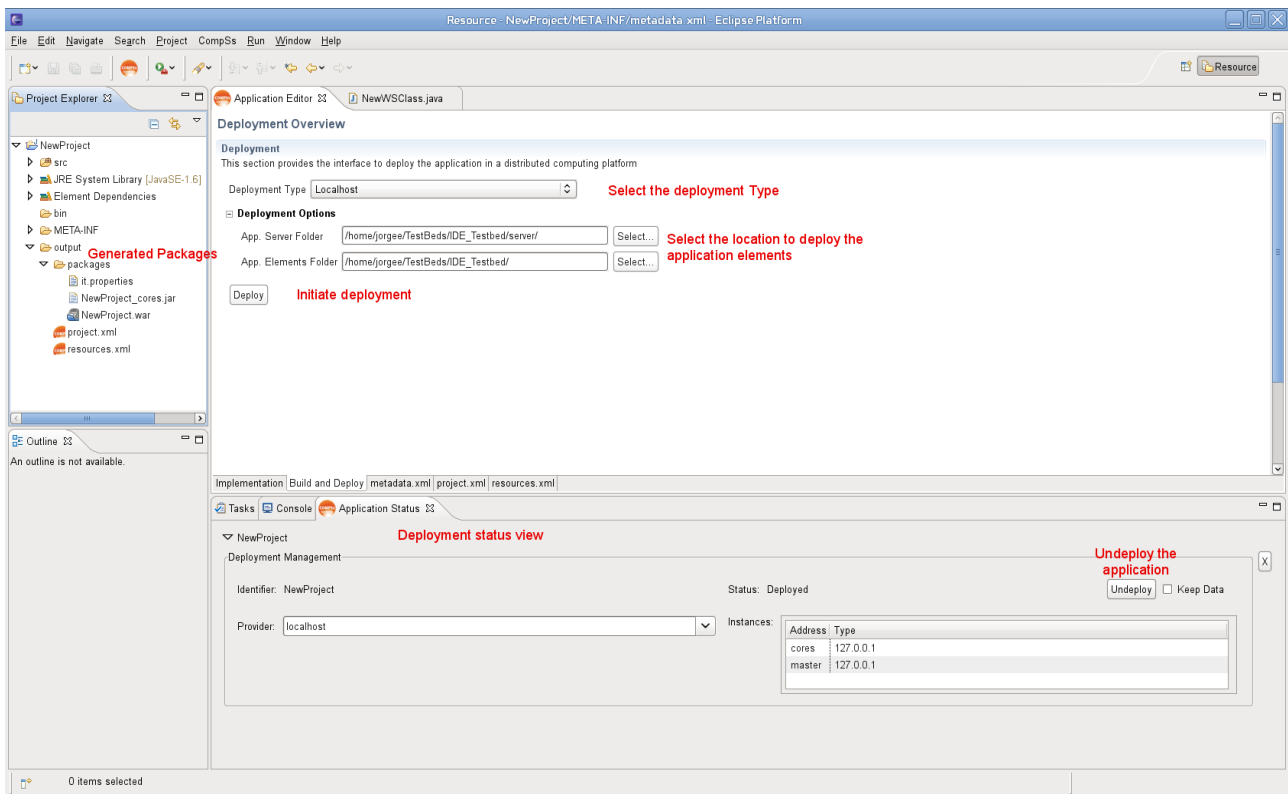 Resource - NewProject/META-INF/metadata.xml - Eclipse Platform
File Edit Navigate Search Project CompSs Run Window Help
Resource
Project Explorer
NewProject
src
JRE System Library [JavaSE-1.6]
Element Dependencies
bin
META-INF
output
Generated Packages
packages
it.properties
NewProject_cores.jar
NewProject.war
project.xml
resources.xml
Outline
An outline is not available.
Application Editor
NewWSClass.java
Deployment Overview
Deployment
This section provides the interface to deploy the application in a distributed computing platform
Deployment Type Localhost
Select the deployment Type
Deployment Options
App. Server Folder /home/jorgee/TestBeds/IDE_Testbed/server/ Select...
App. Elements Folder /home/jorgee/TestBeds/IDE_Testbed/ Select...
Select the location to deploy the
application elements
Deploy
Initiate deployment
Implementation Build and Deploy metadata.xml project.xml resources.xml
Tasks Console Application Status
NewProject
Deployment status view
Deployment Management
Undeploy the
application
X
Identifier: NewProject
Status: Deployed
Undeploy Keep Data
Provider: localhost
Instances:
Address Type
cores 127.0.0.1
master 127.0.0.1
0 items selected